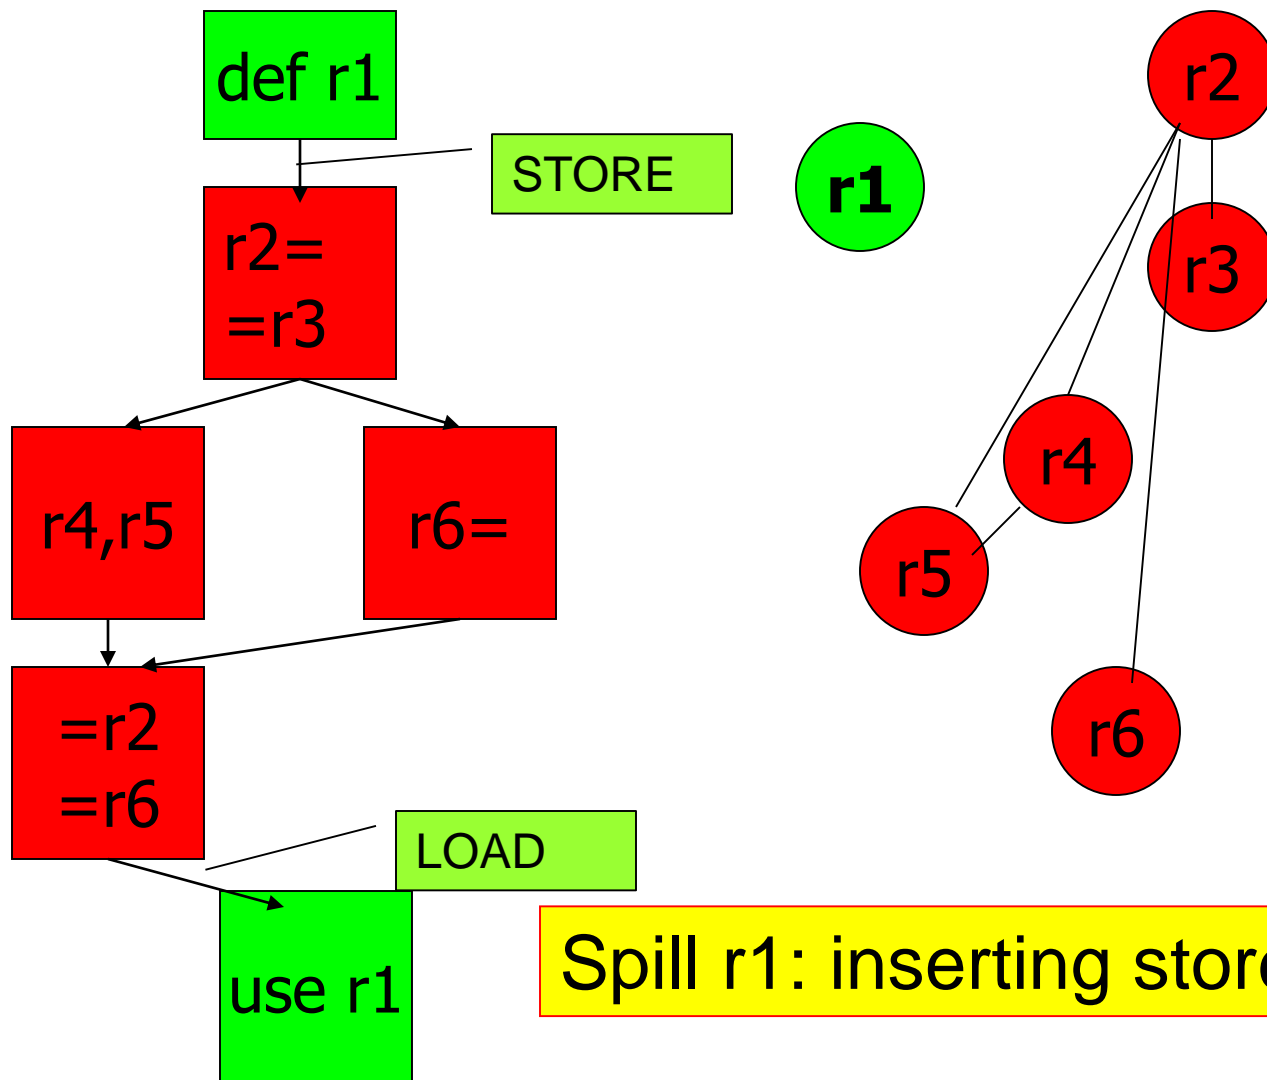 def r1
STORE
r2=
=r3
r4,r5
r6=
=r2
=r6
LOAD
use r1
r1
r2
r3
r4
r5
r6
Spill r1: inserting store